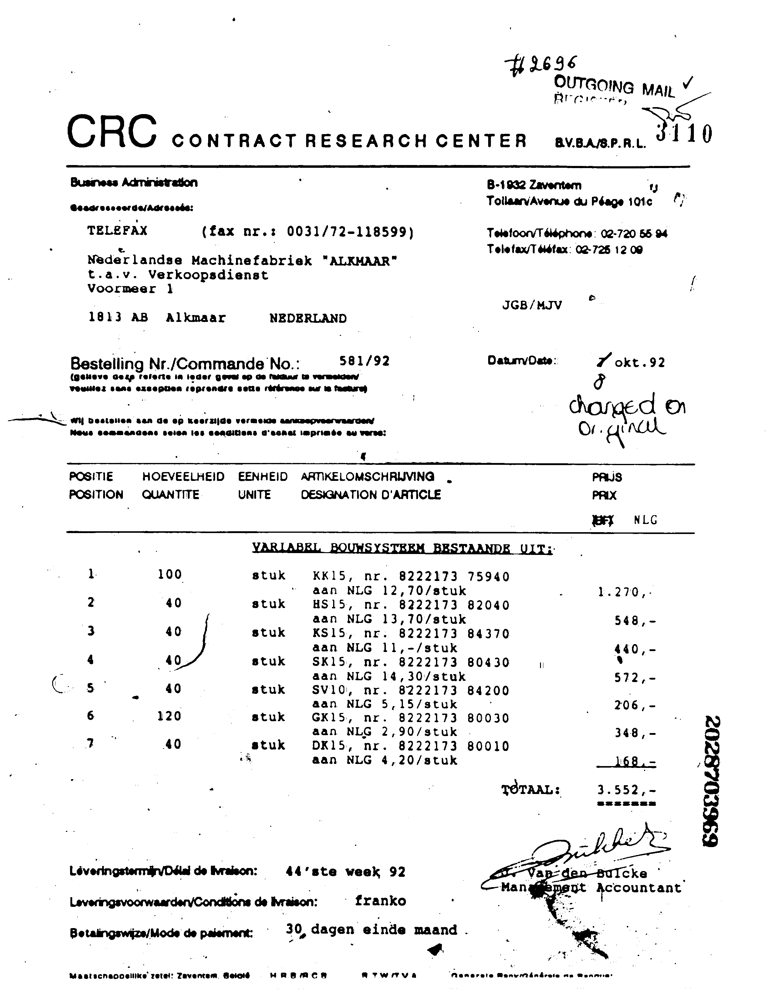 #2696
OUTGOING MAIL ✓
3110
CRC CONTRACT RESEARCH CENTER B.V.B.A./S.P.R.L.
Business Administration
B-1932 Zaventem
Tollaan/Avenue du Péage 101c
Geadresseerde/Adressée:
TELEFAX (fax nr.: 0031/72-118599)
Telefoon/Téléphone: 02-720 55 94
Telefax/Téléfax: 02-725 12 09
Nederlandse Machinefabriek "ALKMAAR"
t.a.v. Verkoopsdienst
Voormeer 1
JGB/MJV
1813 AB Alkmaar NEDERLAND
Bestelling Nr./Commande No.: 581/92
Datum/Date: 7 okt.92
8
(gelieve deze referte in ieder geval op de faktuur te vermelden/
veuillez sans exception reprendre cette référence sur la facture)
changed on
original
Wij bestellen aan de op keerzijde vermelde aankoopvoorwaarden/
Nous commandons selon les conditions d'achat imprimée au verso:
POSITIE HOEVEELHEID EENHEID ARTIKELOMSCHRIJVING PRIJS
POSITION QUANTITE UNITE DESIGNATION D'ARTICLE PRIX
NLG
VARIABEL BOUWSYSTEEM BESTAANDE UIT:
1 100 stuk KK15, nr. 8222173 75940
aan NLG 12,70/stuk 1.270,-
2 40 stuk HS15, nr. 8222173 82040
aan NLG 13,70/stuk 548,-
3 40 stuk KS15, nr. 8222173 84370
aan NLG 11,-/stuk 440,-
4 40 stuk SK15, nr. 8222173 80430
aan NLG 14,30/stuk 572,-
5 40 stuk SV10, nr. 8222173 84200
aan NLG 5,15/stuk 206,-
6 120 stuk GK15, nr. 8222173 80030
aan NLG 2,90/stuk 348,-
7 40 stuk DK15, nr. 8222173 80010
aan NLG 4,20/stuk 168,-
TOTAAL: 3.552,-
=======
2028703969
Leveringstermijn/Délai de livraison: 44'ste week 92
Van den Bulcke
Management Accountant
Leveringsvoorwaarden/Conditions de livraison: franko
Betalingswijze/Mode de paiement: 30 dagen einde maand
Maatschappelijke zetel: Zaventem, België H R B/R C B B T W/T V A